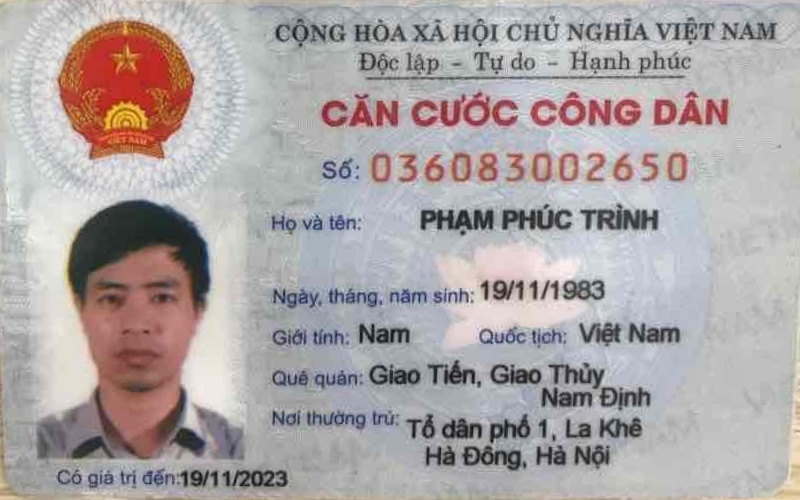 CỘNG HÒA XÃ HỘI CHỦ NGHĨA VIỆT NAM
Độc lập - Tự do - Hạnh phúc
CĂN CƯỚC CÔNG DÂN
VIỆT NAM
Số: 036083002650
Họ và tên: PHẠM PHÚC TRÌNH
Ngày, tháng, năm sinh: 19/11/1983
Giới tính: Nam Quốc tịch: Việt Nam
Quê quán: Giao Tiến, Giao Thủy
Nam Định
Nơi thường trú: Tổ dân phố 1, La Khê
Hà Đông, Hà Nội
Có giá trị đến: 19/11/2023